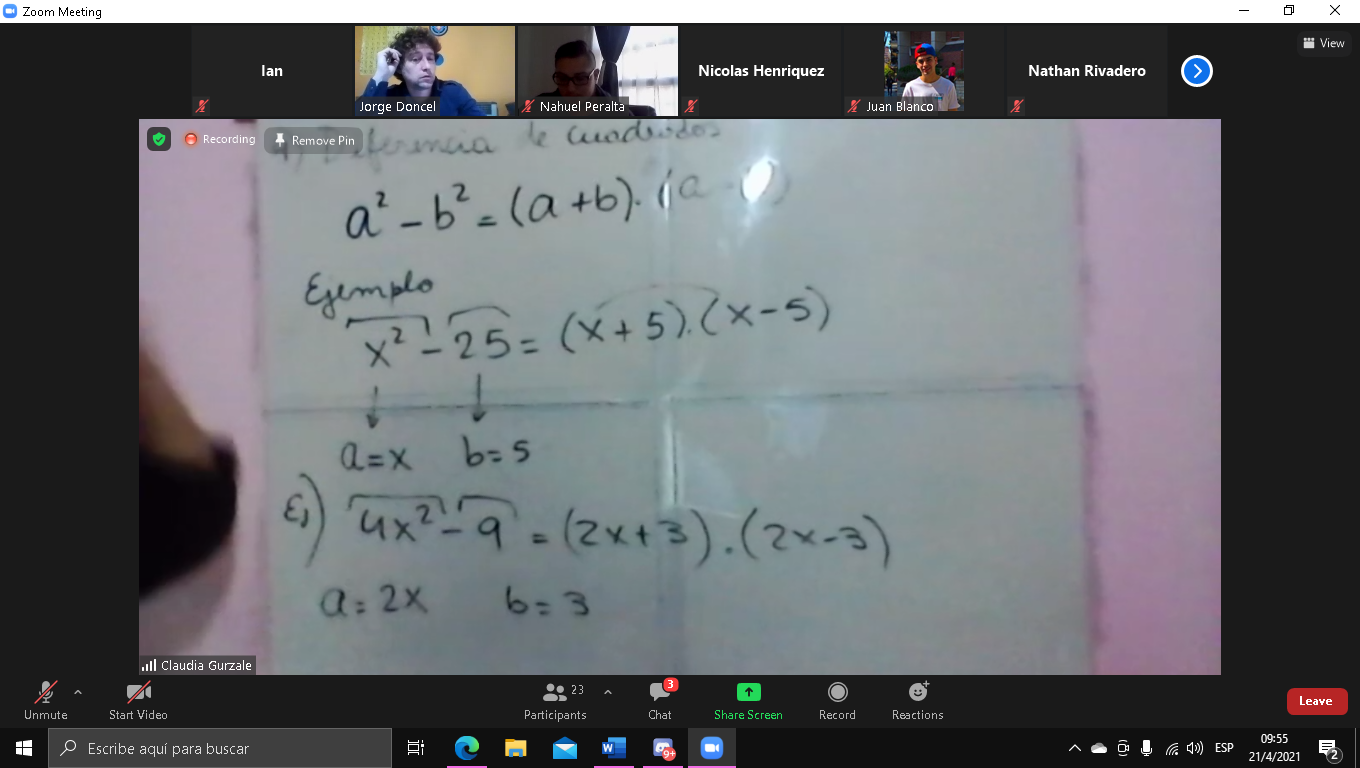 Zoom Meeting
View
Ian
Jorge Doncel
Nahuel Peralta
Nicolas Henriquez
Juan Blanco
Nathan Rivadero
Recording
Remove Pin
Diferencia de cuadrados
a² - b² = (a + b) . (a -
Ejemplo
x² - 25 = (x + 5) . (x - 5)
a = x b = 5
Ej) 4x² - 9 = (2x + 3) . (2x - 3)
a = 2x b = 3
Claudia Gurzale
Unmute
Start Video
Participants 23
Chat 3
Share Screen
Record
Reactions
Leave
Escribe aquí para buscar
W
9+
ESP
09:55
21/4/2021
2